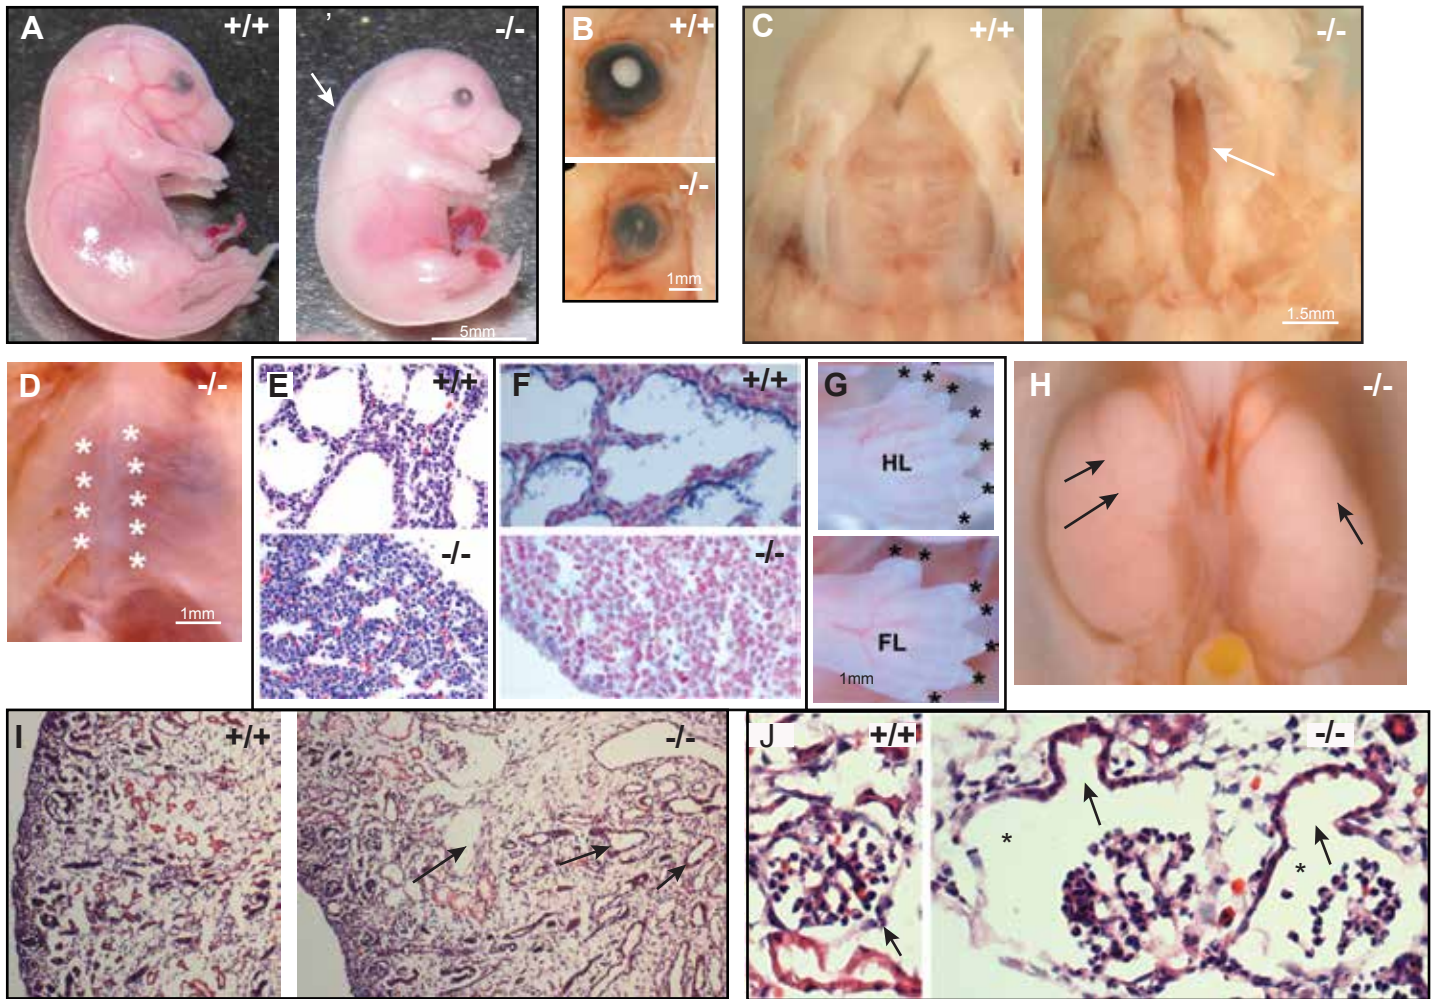 A +/+ ’ -/-
5mm
B +/+
-/-
1mm
C +/+ -/-
1.5mm
D -/-
1mm
E +/+
-/-
F +/+
-/-
G
HL
FL
1mm
H -/-
I +/+ -/-
J +/+ -/-